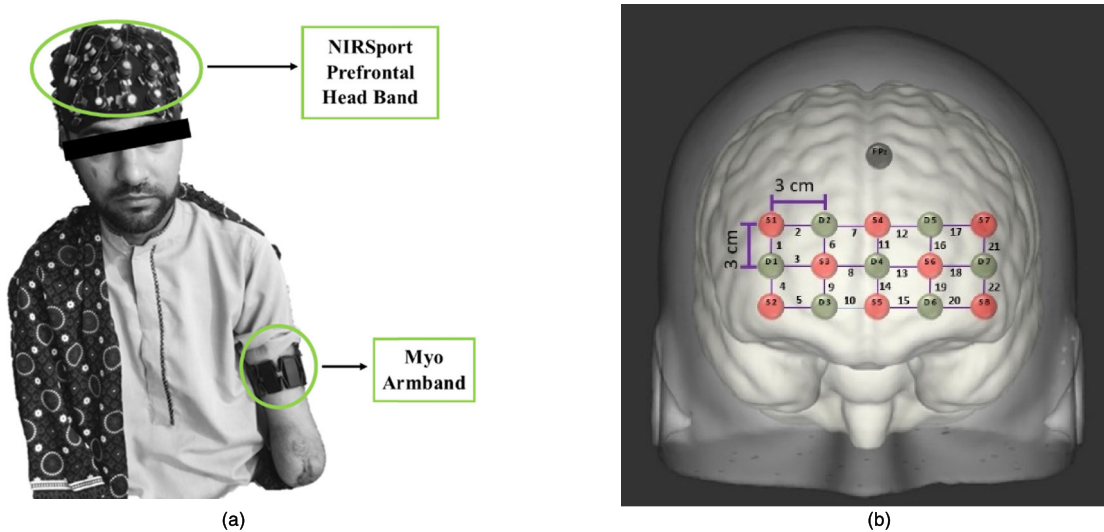 NIRSport
Prefrontal
Head Band
Myo
Armband
(a)
FPz
3 cm
3 cm
S1 D2 S4 D5 S7
2 7 12 17
1 6 11 16 21
D1 S3 D4 S6 D7
3 8 13 18
4 9 14 19 22
S2 D3 S5 D6 S8
5 10 15 20
(b)